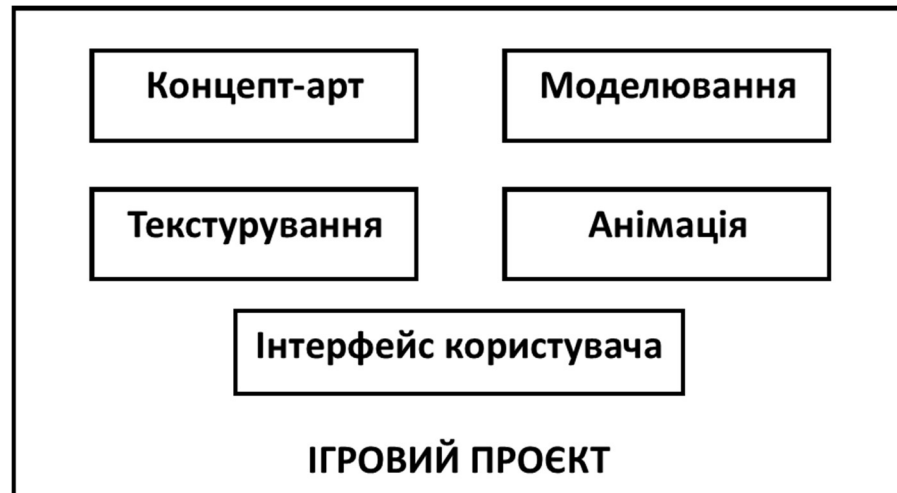 Концепт-арт
Моделювання
Текстурування
Анімація
Інтерфейс користувача
ІГРОВИЙ ПРОЄКТ